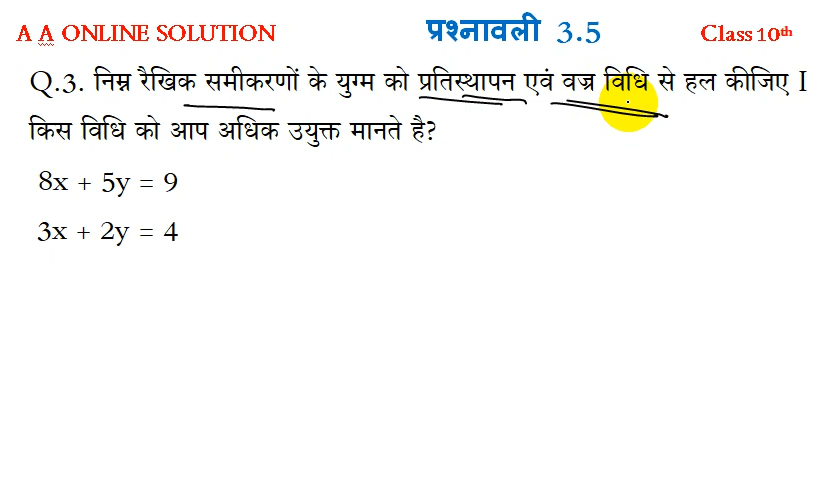 A A ONLINE SOLUTION प्रश्नावली 3.5 Class 10th
Q.3. निम्न रैखिक समीकरणों के युग्म को प्रतिस्थापन एवं वज्र विधि से हल कीजिए I
किस विधि को आप अधिक उयुक्त मानते है?
8x + 5y = 9
3x + 2y = 4